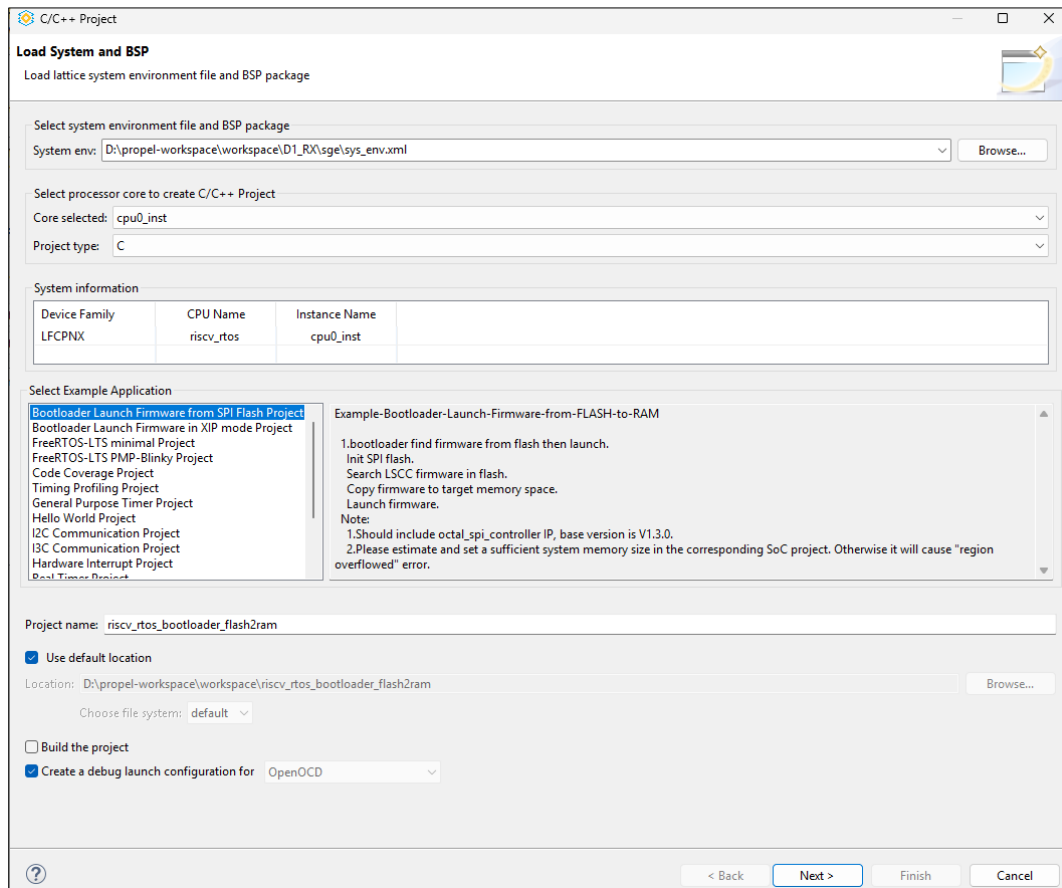 C/C++ Project
Load System and BSP
Load lattice system environment file and BSP package
Select system environment file and BSP package
System env: D:\propel-workspace\workspace\D1_RX\sge\sys_env.xml
Browse...
Select processor core to create C/C++ Project
Core selected: cpu0_inst
Project type: C
System information
Device Family CPU Name Instance Name
LFCPNX riscv_rtos cpu0_inst
Select Example Application
Bootloader Launch Firmware from SPI Flash Project
Bootloader Launch Firmware in XIP mode Project
FreeRTOS-LTS minimal Project
FreeRTOS-LTS PMP-Blinky Project
Code Coverage Project
Timing Profiling Project
General Purpose Timer Project
Hello World Project
I2C Communication Project
I3C Communication Project
Hardware Interrupt Project
Real Timer Project
Example-Bootloader-Launch-Firmware-from-FLASH-to-RAM
1.bootloader find firmware from flash then launch.
Init SPI flash.
Search LSCC firmware in flash.
Copy firmware to target memory space.
Launch firmware.
Note:
1.Should include octal_spi_controller IP, base version is V1.3.0.
2.Please estimate and set a sufficient system memory size in the corresponding SoC project. Otherwise it will cause "region
overflowed" error.
Project name: riscv_rtos_bootloader_flash2ram
Use default location
Location: D:\propel-workspace\workspace\riscv_rtos_bootloader_flash2ram
Browse...
Choose file system: default
Build the project
Create a debug launch configuration for OpenOCD
?
< Back Next > Finish Cancel